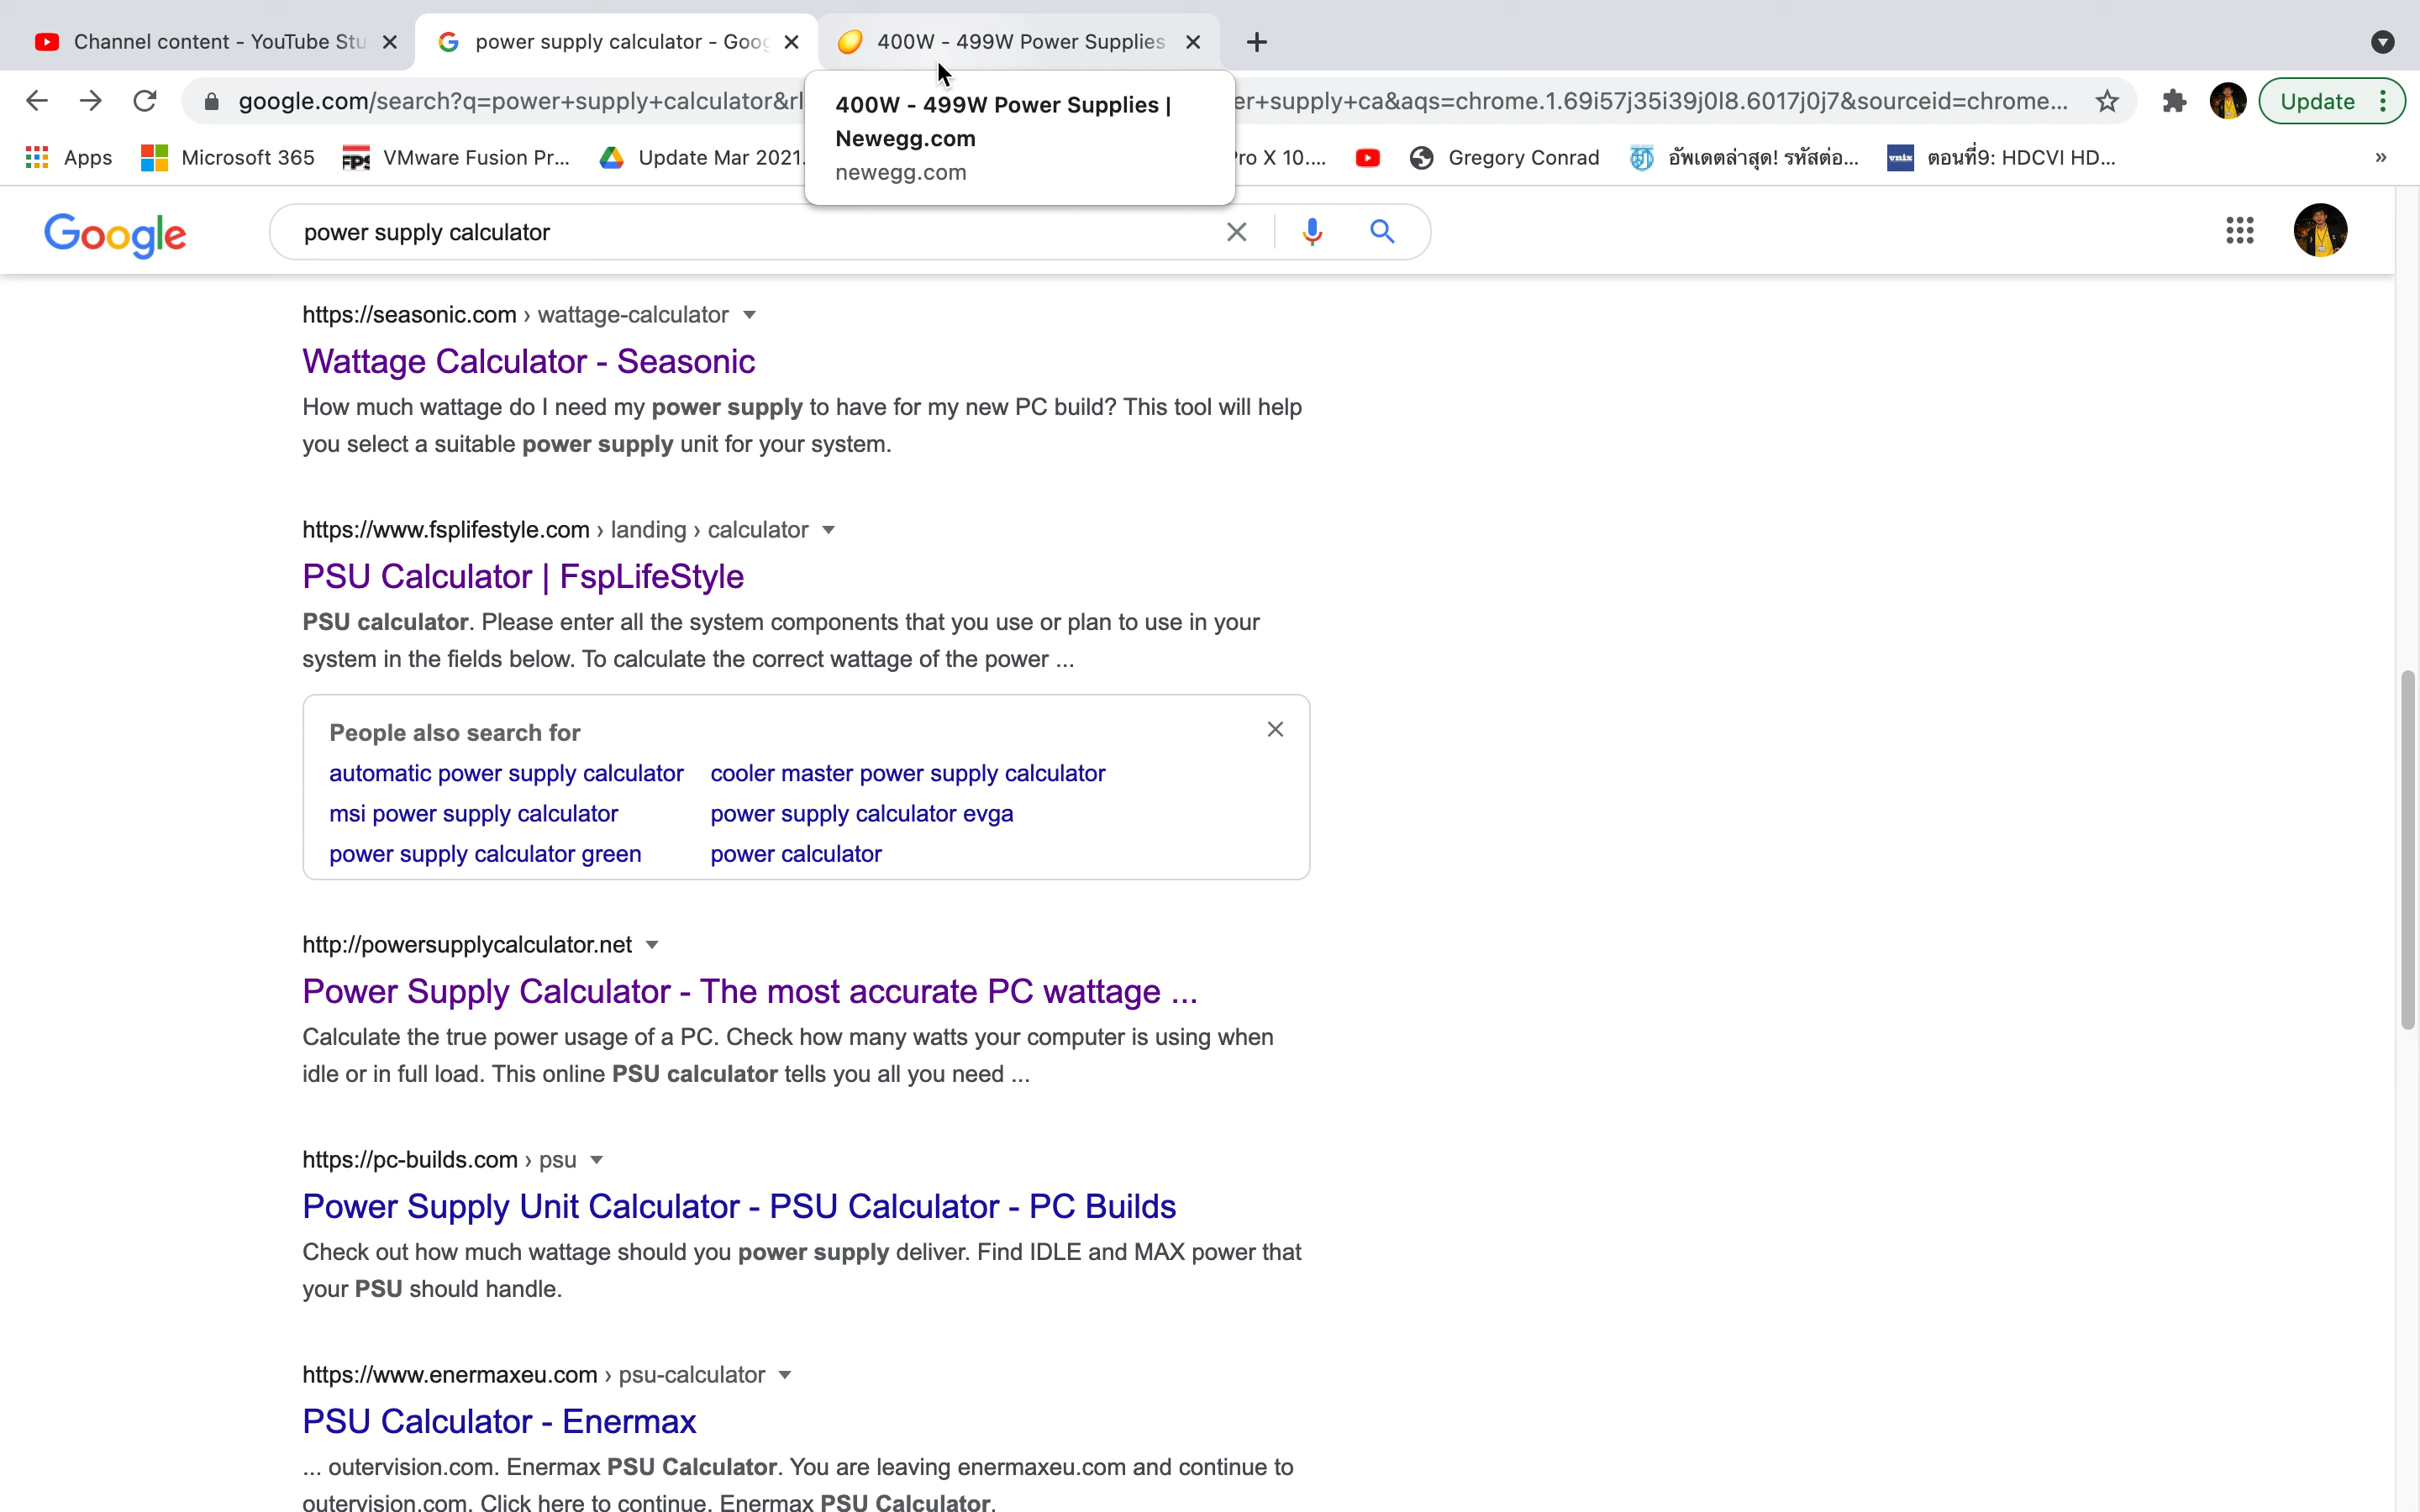 Channel content - YouTube Stu
power supply calculator - Goog
400W - 499W Power Supplies
google.com/search?q=power+supply+calculator&rl
er+supply+ca&aqs=chrome.1.69i57j35i39j0l8.6017j0j7&sourceid=chrome...
Update
400W - 499W Power Supplies |
Newegg.com
newegg.com
Apps
Microsoft 365
VMware Fusion Pr...
Update Mar 2021.
Pro X 10....
Gregory Conrad
อัพเดตล่าสุด! รหัสต่อ...
ตอนที่9: HDCVI HD...
»
Google
power supply calculator
https://seasonic.com › wattage-calculator
Wattage Calculator - Seasonic
How much wattage do I need my power supply to have for my new PC build? This tool will help
you select a suitable power supply unit for your system.
https://www.fsplifestyle.com › landing › calculator
PSU Calculator | FspLifeStyle
PSU calculator. Please enter all the system components that you use or plan to use in your
system in the fields below. To calculate the correct wattage of the power ...
People also search for
automatic power supply calculator
cooler master power supply calculator
msi power supply calculator
power supply calculator evga
power supply calculator green
power calculator
http://powersupplycalculator.net
Power Supply Calculator - The most accurate PC wattage ...
Calculate the true power usage of a PC. Check how many watts your computer is using when
idle or in full load. This online PSU calculator tells you all you need ...
https://pc-builds.com › psu
Power Supply Unit Calculator - PSU Calculator - PC Builds
Check out how much wattage should you power supply deliver. Find IDLE and MAX power that
your PSU should handle.
https://www.enermaxeu.com › psu-calculator
PSU Calculator - Enermax
... outervision.com. Enermax PSU Calculator. You are leaving enermaxeu.com and continue to
outervision.com. Click here to continue. Enermax PSU Calculator.